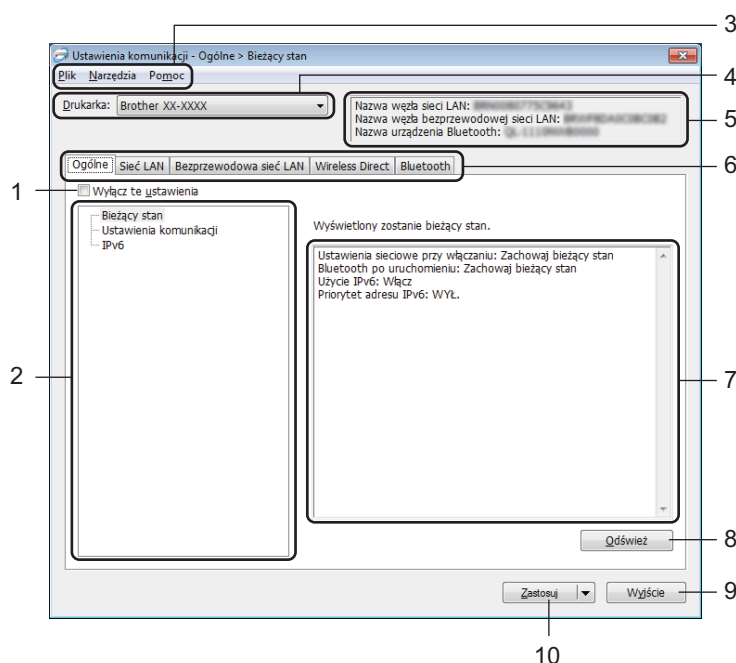 3
Ustawienia komunikacji - Ogólne > Bieżący stan
Plik Narzędzia Pomoc
4
Drukarka: Brother XX-XXXX
Nazwa węzła sieci LAN:
Nazwa węzła bezprzewodowej sieci LAN:
Nazwa urządzenia Bluetooth:
5
Ogólne Sieć LAN Bezprzewodowa sieć LAN Wireless Direct Bluetooth
6
1
Wyłącz te ustawienia
Bieżący stan
Ustawienia komunikacji
IPv6
2
Wyświetlony zostanie bieżący stan.
Ustawienia sieciowe przy włączaniu: Zachowaj bieżący stan
Bluetooth po uruchomieniu: Zachowaj bieżący stan
Użycie IPv6: Włącz
Priorytet adresu IPv6: WYŁ.
7
Odśwież
8
Zastosuj
Wyjście
9
10